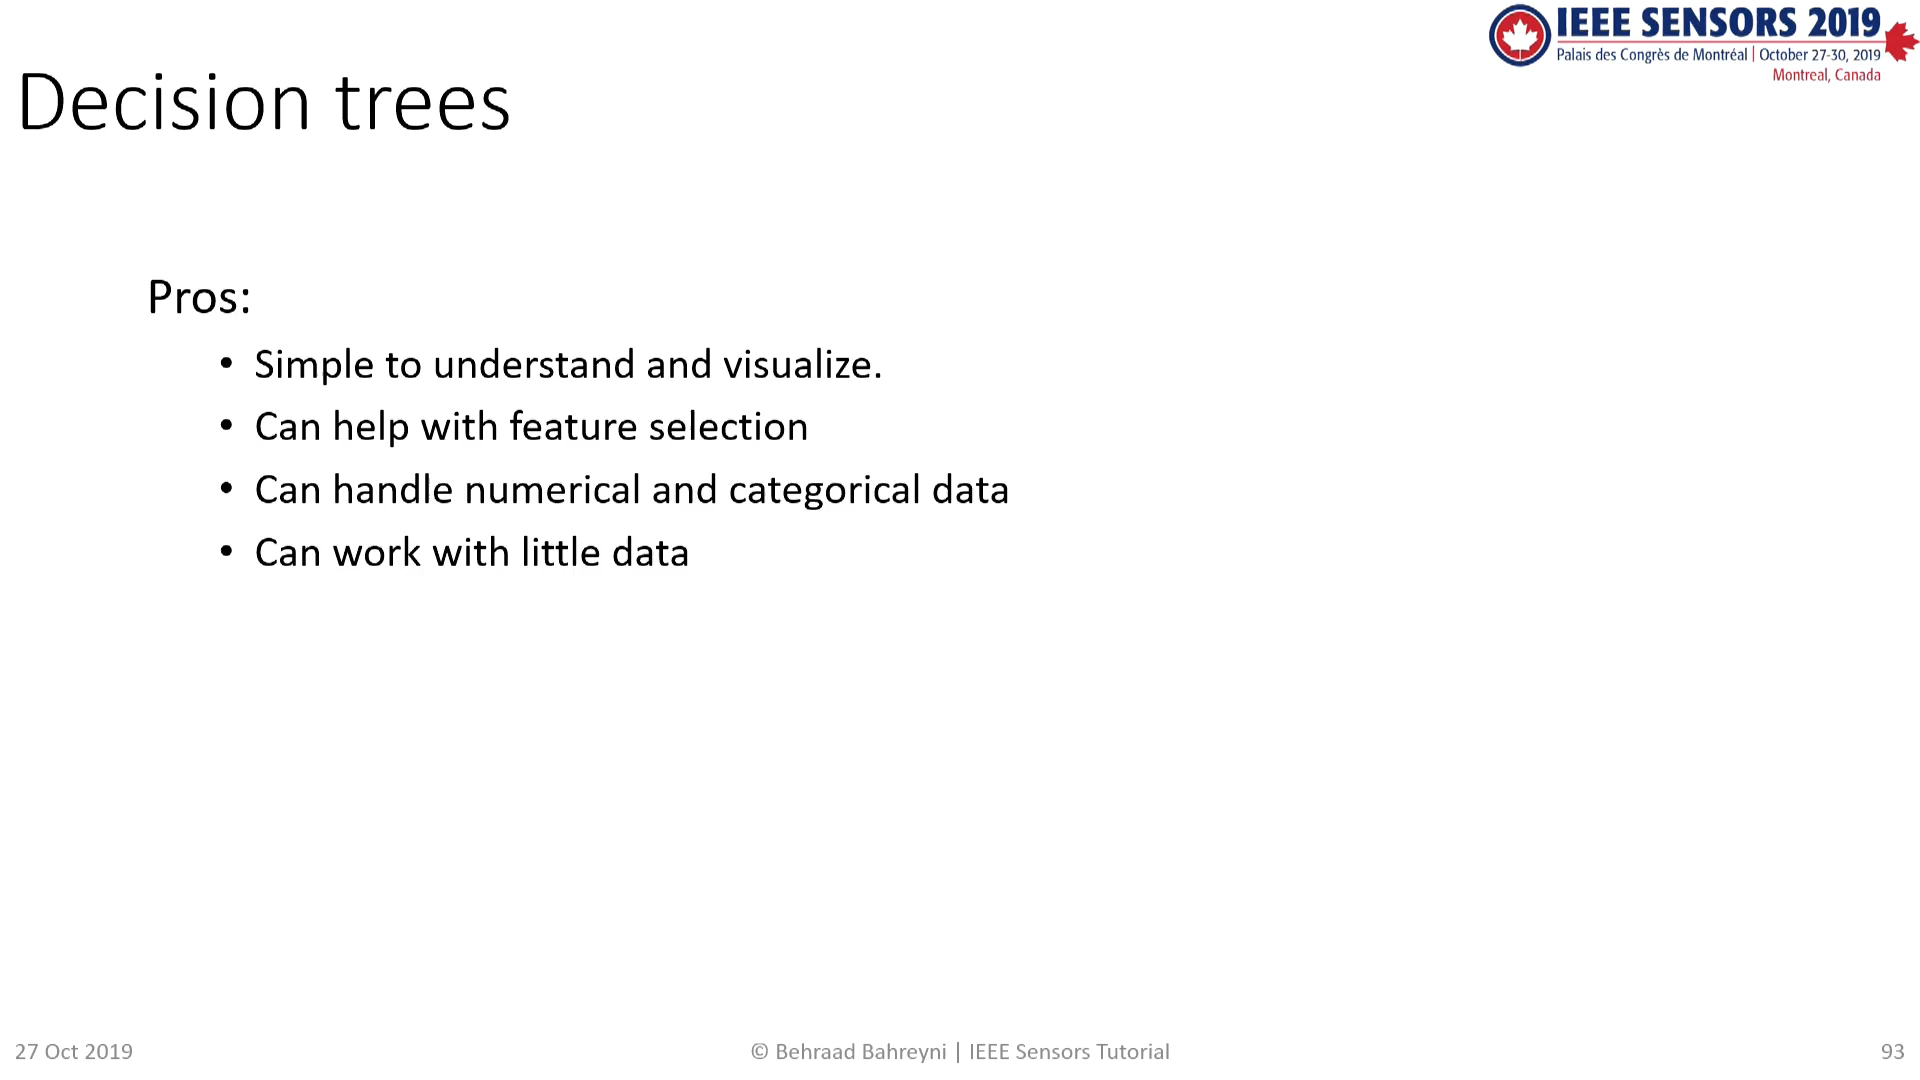 IEEE SENSORS 2019
Palais des Congrès de Montréal | October 27-30, 2019
Montreal, Canada
Decision trees
Pros:
• Simple to understand and visualize.
• Can help with feature selection
• Can handle numerical and categorical data
• Can work with little data
27 Oct 2019
© Behraad Bahreyni | IEEE Sensors Tutorial
93